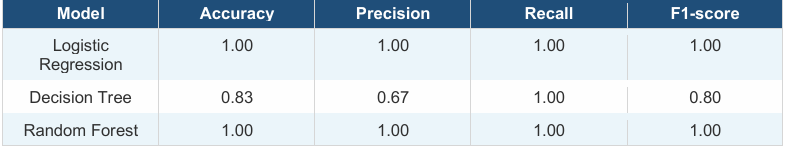 Model Accuracy Precision Recall F1-score
Logistic Regression 1.00 1.00 1.00 1.00
Decision Tree 0.83 0.67 1.00 0.80
Random Forest 1.00 1.00 1.00 1.00